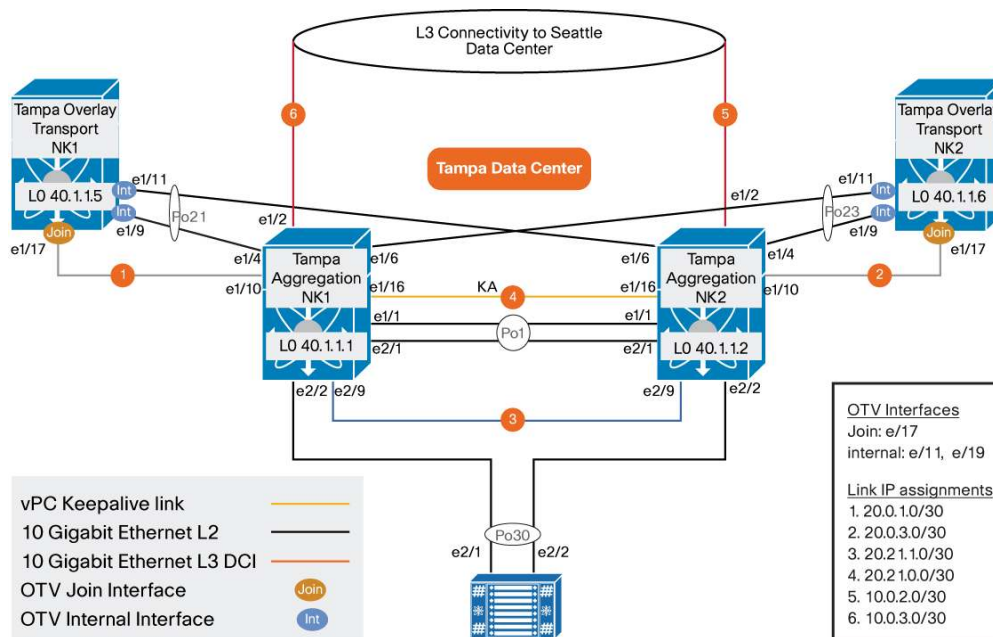 L3 Connectivity to Seattle
Data Center
6
5
Tampa Overlay
Transport
NK1
L0 40.1.1.5
Int
Int
Join
e1/11
e1/9
e1/17
Po21
Tampa Data Center
Tampa Overlay
Transport
NK2
L0 40.1.1.6
Int
Int
Join
e1/11
e1/9
e1/17
Po23
1
2
e1/2
e1/4
e1/6
e1/10
e1/16
Tampa
Aggregation
NK1
L0 40.1.1.1
e1/1
e2/1
e2/2
e2/9
KA
4
Po1
3
e1/2
e1/6
e1/4
e1/16
e1/10
Tampa
Aggregation
NK2
L0 40.1.1.2
e1/1
e2/1
e2/9
e2/2
Po30
e2/1
e2/2
vPC Keepalive link
10 Gigabit Ethernet L2
10 Gigabit Ethernet L3 DCI
OTV Join Interface
Join
OTV Internal Interface
Int
OTV Interfaces
Join: e/17
internal: e/11, e/19
Link IP assignments
1. 20.0.1.0/30
2. 20.0.3.0/30
3. 20.21.1.0/30
4. 20.21.0.0/30
5. 10.0.2.0/30
6. 10.0.3.0/30